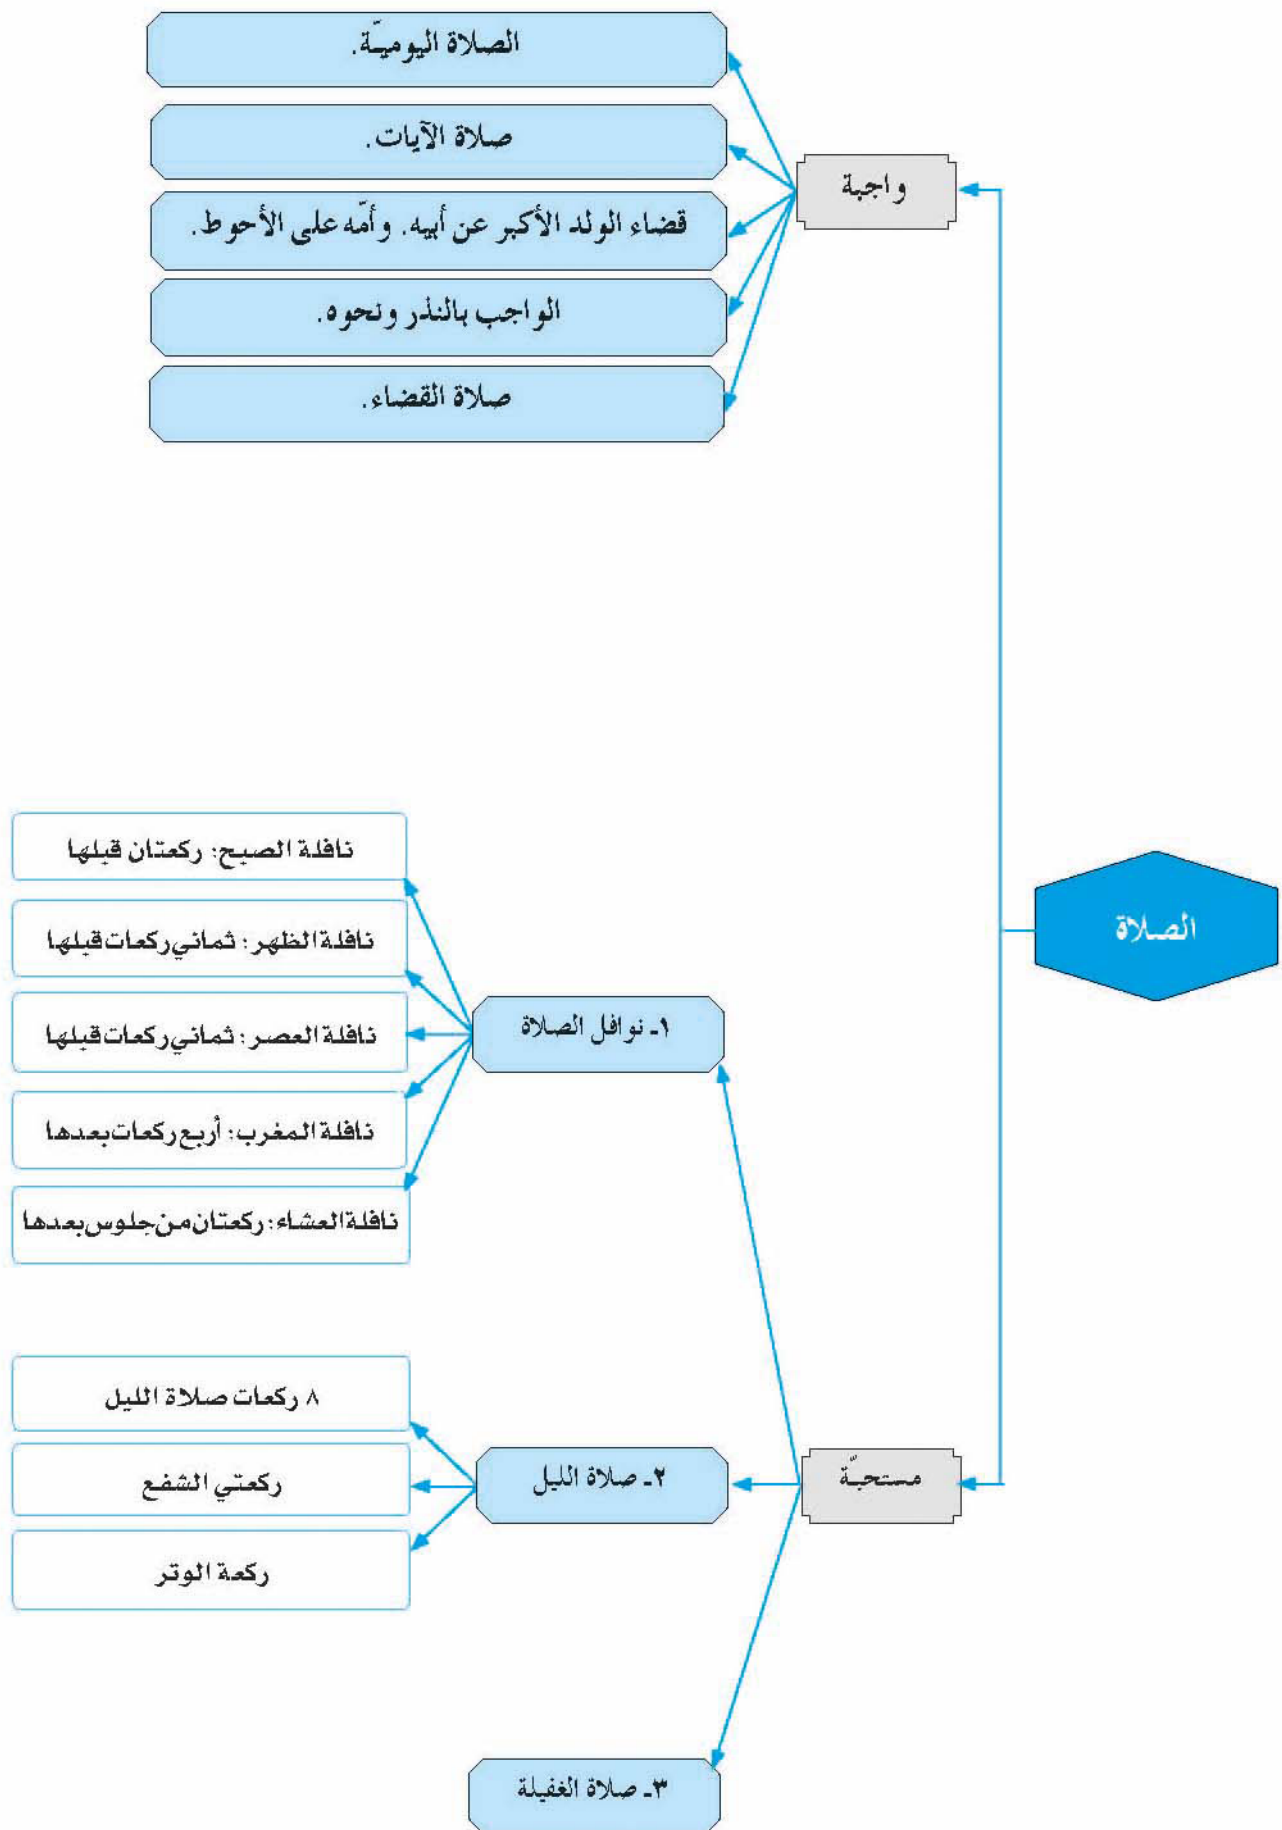 الصلاة
واجبة
الصلاة اليوميّة.
صلاة الآيات.
قضاء الولد الأكبر عن أبيه. وأمّه على الأحوط.
الواجب بالنذر ونحوه.
صلاة القضاء.
مستحبّة
١ـ نوافل الصلاة
نافلة الصبح: ركعتان قبلها
نافلة الظهر: ثماني ركعات قبلها
نافلة العصر: ثماني ركعات قبلها
نافلة المغرب: أربع ركعات بعدها
نافلة العشاء: ركعتان من جلوس بعدها
٢ـ صلاة الليل
٨ ركعات صلاة الليل
ركعتي الشفع
ركعة الوتر
٣ـ صلاة الغفيلة